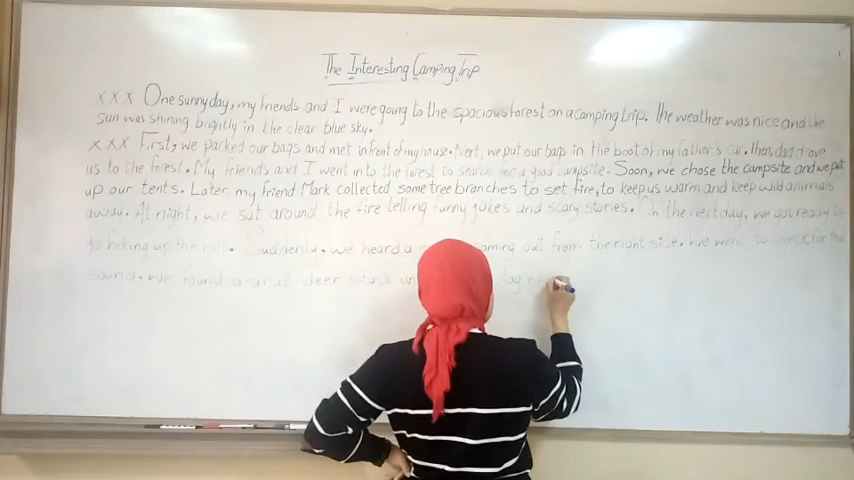 The Interesting Camping Trip
x x x One sunny day, my friends and I were going to the spacious forest on a camping trip. The weather was nice and the
sun was shining brightly in the clear blue sky.
x x x First, we parked our bags and met infront of my house. Next, we put our bags in the boot of my father's car. Then, dad drove
us to the forest. My friends and I went into the forest to search for a good campsite. Soon, we chose the campsite and we put
up our tents. Later, my friend Mark collected some tree branches to set fire, to keep us warm and keep wild animals
away. At night, we sat around the fire telling funny jokes and scary stories. On the next day, we got ready to
go hiking up the hill. Suddenly, we heard a coming out from the right side. We went to check for the
sound. We found a small deer stuck log